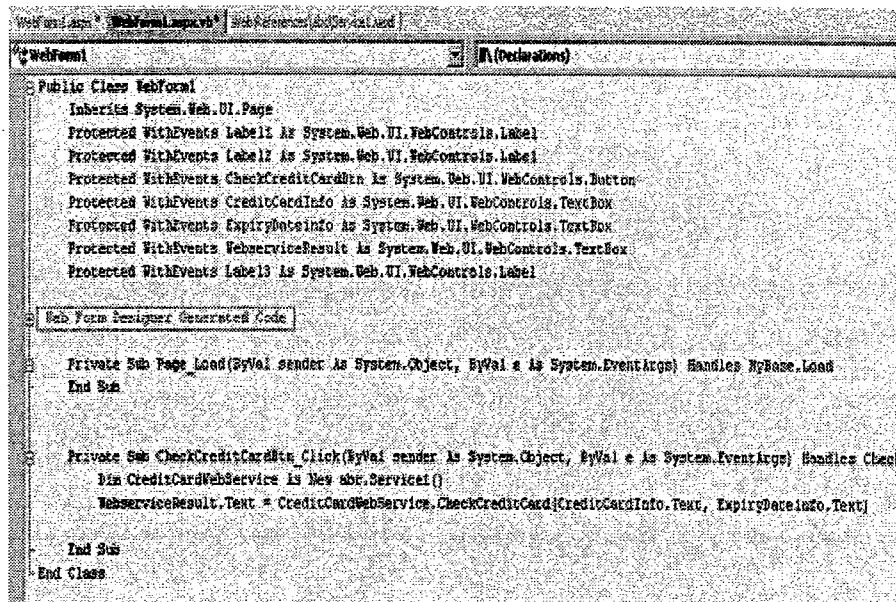 WebForm1.aspx* WebForm1.aspx.vb*
WebForm1 (Declarations)
Public Class WebForm1
Inherits System.Web.UI.Page
Protected WithEvents Label1 As System.Web.UI.WebControls.Label
Protected WithEvents Label2 As System.Web.UI.WebControls.Label
Protected WithEvents CheckCreditCardBtn As System.Web.UI.WebControls.Button
Protected WithEvents CreditCardInfo As System.Web.UI.WebControls.TextBox
Protected WithEvents ExpiryDateinfo As System.Web.UI.WebControls.TextBox
Protected WithEvents WebserviceResult As System.Web.UI.WebControls.TextBox
Protected WithEvents Label3 As System.Web.UI.WebControls.Label
Web Form Designer Generated Code
Private Sub Page_Load(ByVal sender As System.Object, ByVal e As System.EventArgs) Handles MyBase.Load
End Sub
Private Sub CheckCreditCardBtn_Click(ByVal sender As System.Object, ByVal e As System.EventArgs) Handles Chec
Dim CreditCardWebService As New abc.Service1()
WebserviceResult.Text = CreditCardWebService.CheckCreditCard(CreditCardInfo.Text, ExpiryDateinfo.Text)
End Sub
End Class